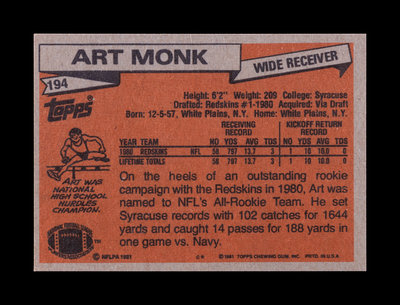 ART MONK
194
WIDE RECEIVER
Topps
Height: 6'2" Weight: 209 College: Syracuse
Drafted: Redskins #1-1980 Acquired: Via Draft
Born: 12-5-57, White Plains, N.Y. Home: White Plains, N.Y.
RECEIVING RECORD KICKOFF RETURN RECORD
YEAR TEAM NO YDS AVG TDS NO YDS AVG TDS
1980 REDSKINS NFL 58 797 13.7 3 1 10 10.0 0
LIFETIME TOTALS 58 797 13.7 3 1 10 10.0 0
ART WAS
NATIONAL
HIGH SCHOOL
HURDLES
CHAMPION.
On the heels of an outstanding rookie
campaign with the Redskins in 1980, Art was
named to NFL's All-Rookie Team. He set
Syracuse records with 102 catches for 1644
yards and caught 14 passes for 188 yards in
one game vs. Navy.
© NFLPA 1981
© 1981 TOPPS CHEWING GUM, INC. PRTD. IN U.S.A.